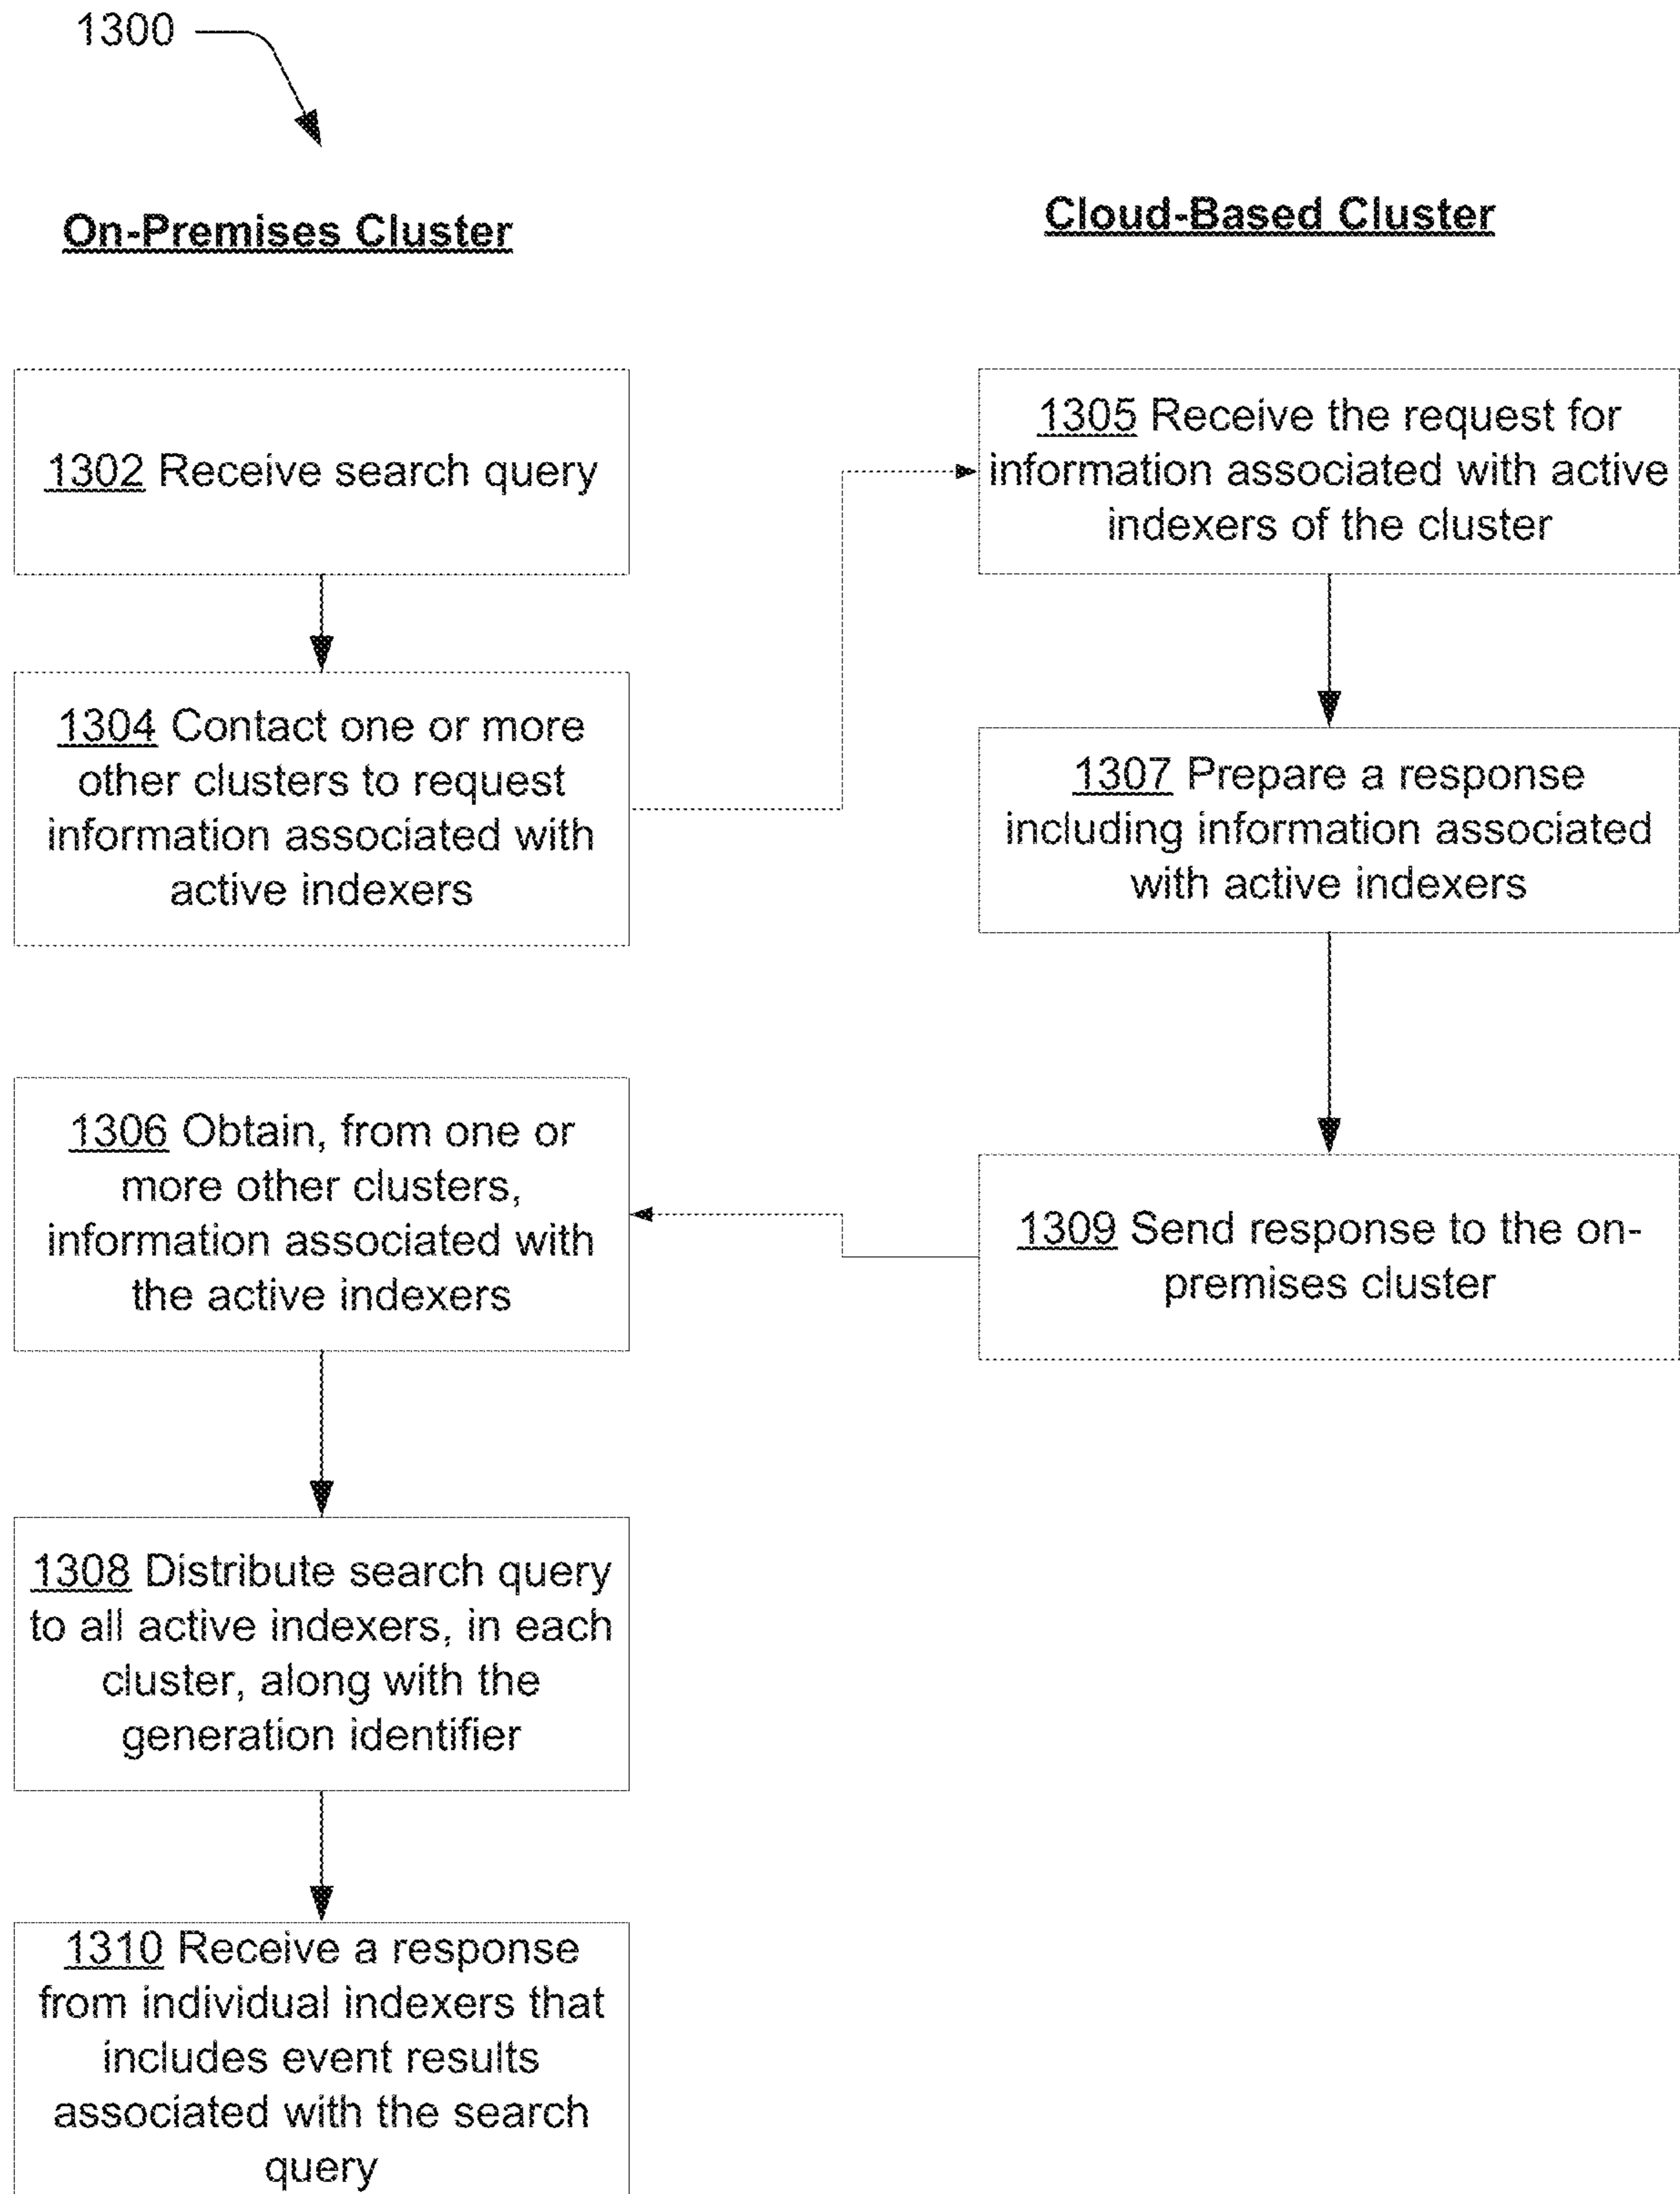 1300
On-Premises Cluster
Cloud-Based Cluster
1302 Receive search query
1304 Contact one or more
other clusters to request
information associated with
active indexers
1305 Receive the request for
information associated with active
indexers of the cluster
1307 Prepare a response
including information associated
with active indexers
1309 Send response to the on-
premises cluster
1306 Obtain, from one or
more other clusters,
information associated with
the active indexers
1308 Distribute search query
to all active indexers, in each
cluster, along with the
generation identifier
1310 Receive a response
from individual indexers that
includes event results
associated with the search
query